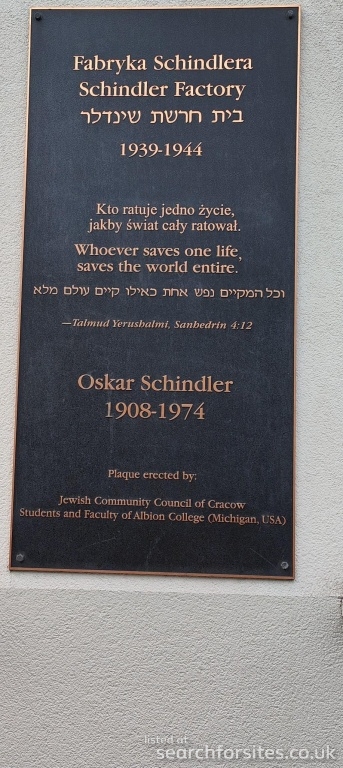 Fabryka Schindlera
Schindler Factory
בית חרשת שינדלר
1939-1944
Kto ratuje jedno życie,
jakby świat cały ratował.
Whoever saves one life,
saves the world entire.
וכל המקיים נפש אחת כאילו קיים עולם מלא
—Talmud Yerushalmi, Sanhedrin 4:12
Oskar Schindler
1908-1974
Plaque erected by:
Jewish Community Council of Cracow
Students and Faculty of Albion College (Michigan, USA)
listed at
searchforsites.co.uk